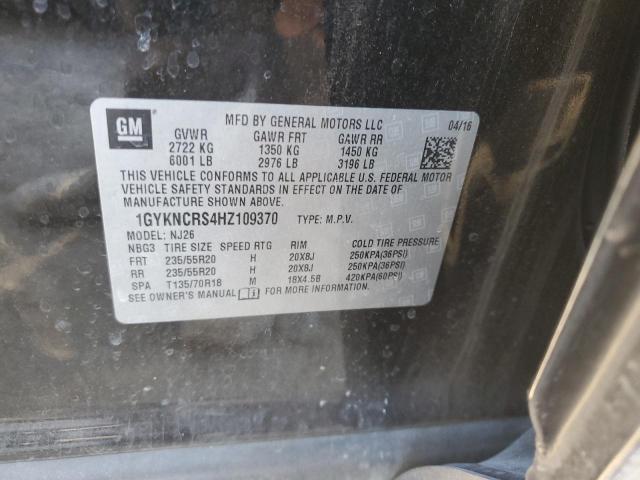 GM
MFD BY GENERAL MOTORS LLC 04/16
GVWR GAWR FRT GAWR RR
2722 KG 1350 KG 1450 KG
6001 LB 2976 LB 3196 LB
THIS VEHICLE CONFORMS TO ALL APPLICABLE U.S. FEDERAL MOTOR
VEHICLE SAFETY STANDARDS IN EFFECT ON THE DATE OF
MANUFACTURE SHOWN ABOVE.
1GYKNCRS4HZ109370 TYPE: M.P.V.
MODEL: NJ26
NBG3 TIRE SIZE SPEED RTG RIM COLD TIRE PRESSURE
FRT 235/55R20 H 20X8J 250KPA(36PSI)
RR 235/55R20 H 20X8J 250KPA(36PSI)
SPA T135/70R18 M 18X4.5B 420KPA(60PSI)
SEE OWNER'S MANUAL FOR MORE INFORMATION.